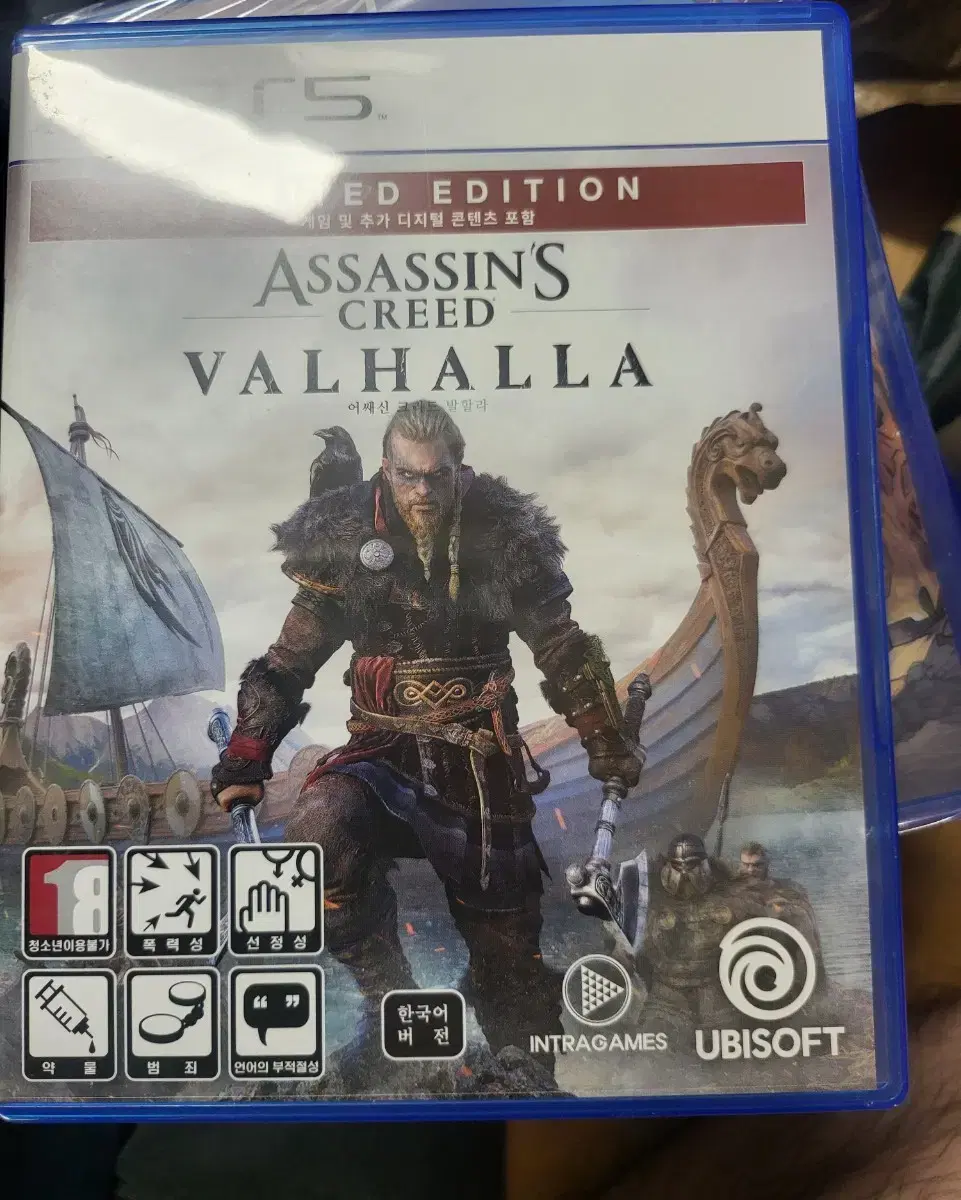 5™
ED EDITION
게임 및 추가 디지털 콘텐츠 포함
ASSASSIN'S
CREED
VALHALLA
어쌔신 크리드 발할라
18
청소년이용불가
폭력성
선정성
약물
범죄
“ ”
언어의 부적절성
한국어
버전
INTRAGAMES
UBISOFT